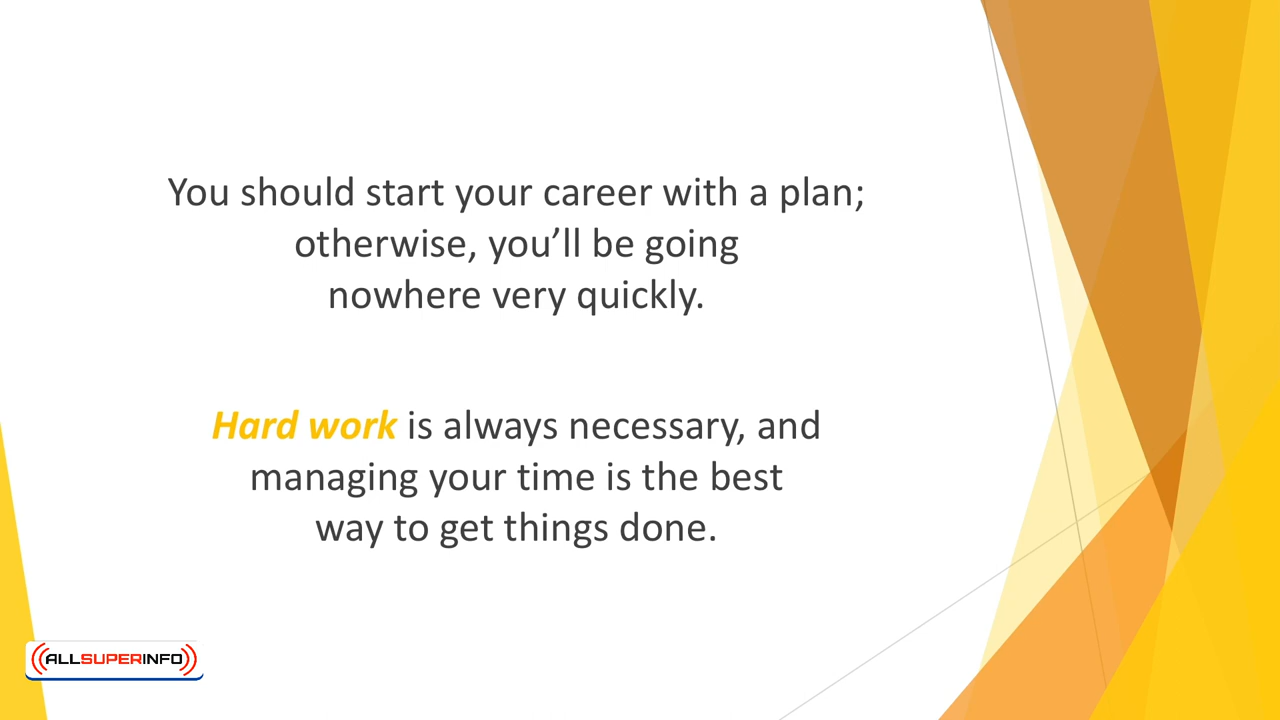 You should start your career with a plan;
otherwise, you’ll be going
nowhere very quickly.
Hard work is always necessary, and
managing your time is the best
way to get things done.
ALLSUPERINFO